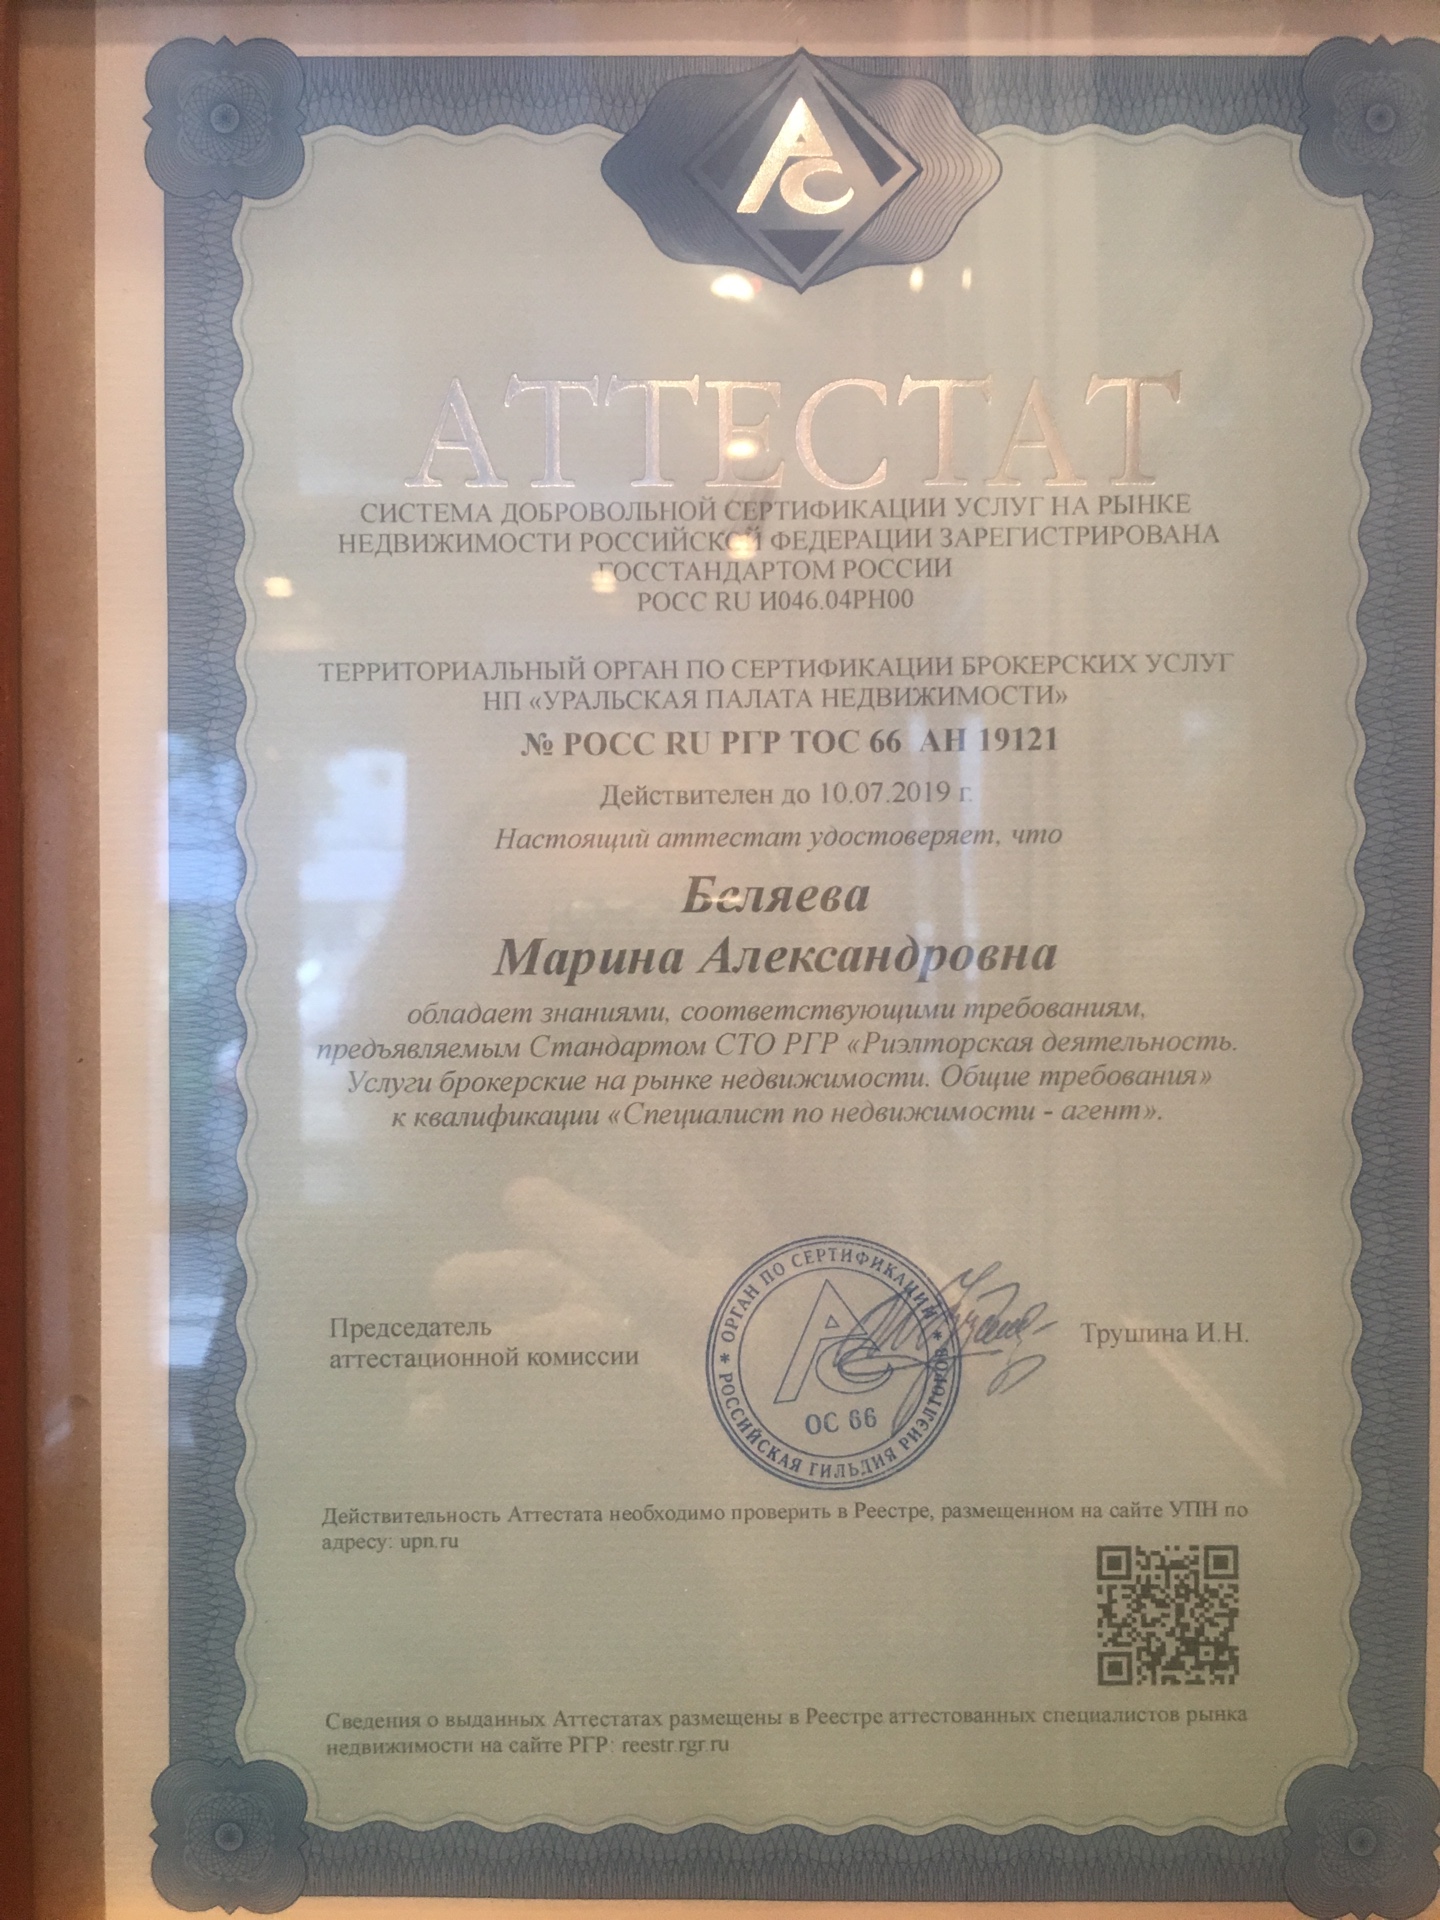 АС
АТТЕСТАТ
СИСТЕМА ДОБРОВОЛЬНОЙ СЕРТИФИКАЦИИ УСЛУГ НА РЫНКЕ
НЕДВИЖИМОСТИ РОССИЙСКОЙ ФЕДЕРАЦИИ ЗАРЕГИСТРИРОВАНА
ГОССТАНДАРТОМ РОССИИ
РОСС RU И046.04РН00
ТЕРРИТОРИАЛЬНЫЙ ОРГАН ПО СЕРТИФИКАЦИИ БРОКЕРСКИХ УСЛУГ
НП «УРАЛЬСКАЯ ПАЛАТА НЕДВИЖИМОСТИ»
№ РОСС RU РГР ТОС 66 АН 19121
Действителен до 10.07.2019 г.
Настоящий аттестат удостоверяет, что
Беляева
Марина Александровна
обладает знаниями, соответствующими требованиям,
предъявляемым Стандартом СТО РГР «Риэлторская деятельность.
Услуги брокерские на рынке недвижимости. Общие требования»
к квалификации «Специалист по недвижимости - агент».
Председатель
аттестационной комиссии
* ОРГАН ПО СЕРТИФИКАЦИИ *
РОССИЙСКАЯ ГИЛЬДИЯ РИЭЛТОРОВ
АС
ОС 66
Трушина И.Н.
Действительность Аттестата необходимо проверить в Реестре, размещенном на сайте УПН по
адресу: upn.ru
Сведения о выданных Аттестатах размещены в Реестре аттестованных специалистов рынка
недвижимости на сайте РГР: reestr.rgr.ru